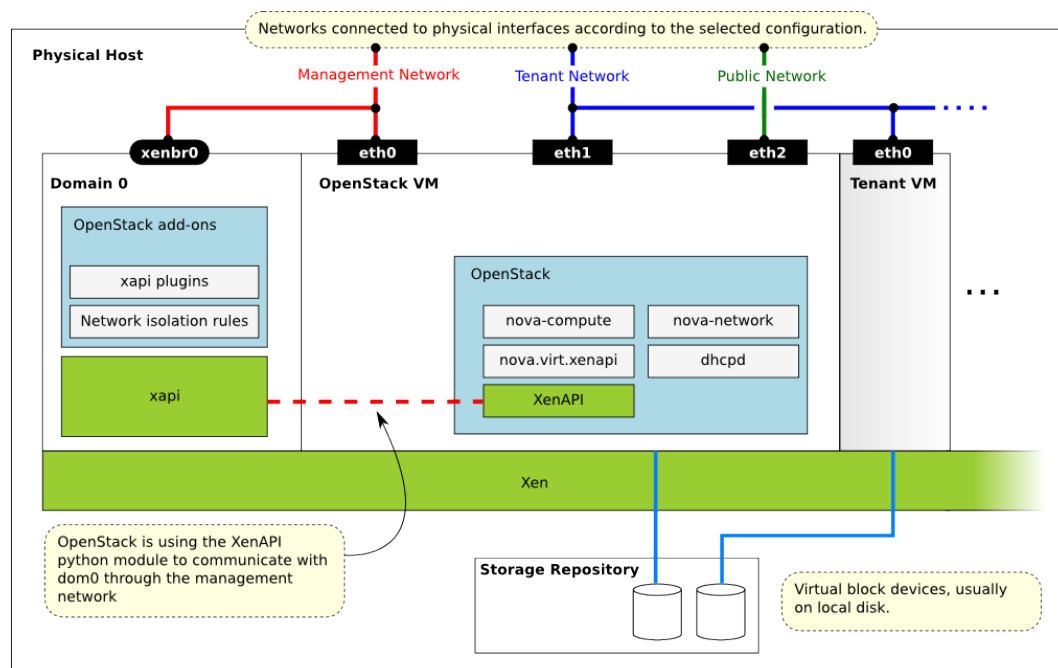 Networks connected to physical interfaces according to the selected configuration.
Physical Host
Management Network
Tenant Network
Public Network
xenbr0
eth0
eth1
eth2
eth0
Domain 0
OpenStack VM
Tenant VM
OpenStack add-ons
xapi plugins
Network isolation rules
xapi
OpenStack
nova-compute
nova-network
nova.virt.xenapi
dhcpd
XenAPI
...
Xen
OpenStack is using the XenAPI
python module to communicate with
dom0 through the management
network
Storage Repository
Virtual block devices, usually
on local disk.